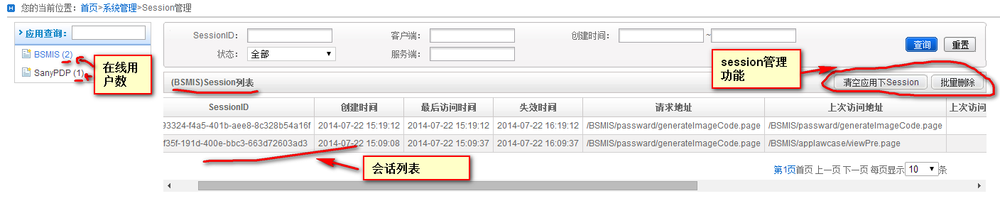 您的当前位置：首页>系统管理>Session管理
应用查询：
BSMIS (2)
SanyPDP (1)
在线用
户数
SessionID： 客户端： 创建时间： ~
状态： 全部 服务端： 查询 重置
session管理
功能
(BSMIS)Session列表 清空应用下Session 批量删除
SessionID 创建时间 最后访问时间 失效时间 请求地址 上次访问地址 上次访问
93324-f4a5-401b-aee8-8c328b54a16f 2014-07-22 15:19:12 2014-07-22 15:19:12 2014-07-22 16:19:12 /BSMIS/passward/generateImageCode.page /BSMIS/passward/generateImageCode.page
f35f-191d-400e-bbc3-663d72603ad3 2014-07-22 15:09:08 2014-07-22 15:09:37 2014-07-22 16:09:37 /BSMIS/passward/generateImageCode.page /BSMIS/applawcase/viewPre.page
会话列表
第1页首页 上一页 下一页 每页显示 10 条